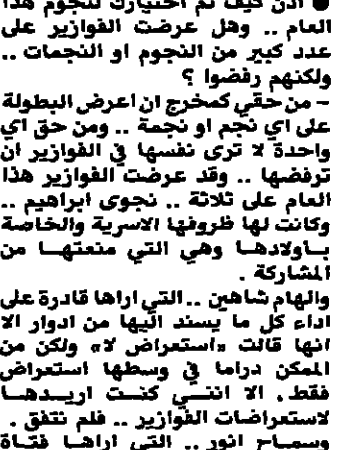 ● اذن كيف تم اختيارك لنجوم هذا
العام .. وهل عرضت الفوازير على
عدد كبير من النجوم او النجمات ..
ولكنهم رفضوا ؟
– من حقي كمخرج ان اعرض البطولة
على اي نجم او نجمة .. ومن حق اي
واحدة لا ترى نفسها في الفوازير ان
ترفضها .. وقد عرضت الفوازير هذا
العام على ثلاثة .. نجوى ابراهيم ..
وكانت لها ظروفها الاسرية والخاصة
بأولادها وهي التي منعتها من
المشاركة .
والهام شاهين .. التي اراها قادرة على
اداء كل ما يسند اليها من ادوار الا
انها قالت «استعراض لا» ولكن من
الممكن دراما في وسطها استعراض
فقط ، الا انني كنت اريدها
لاستعراضات الفوازير .. فلم نتفق .
وسماح انور .. التي اراها فتاة